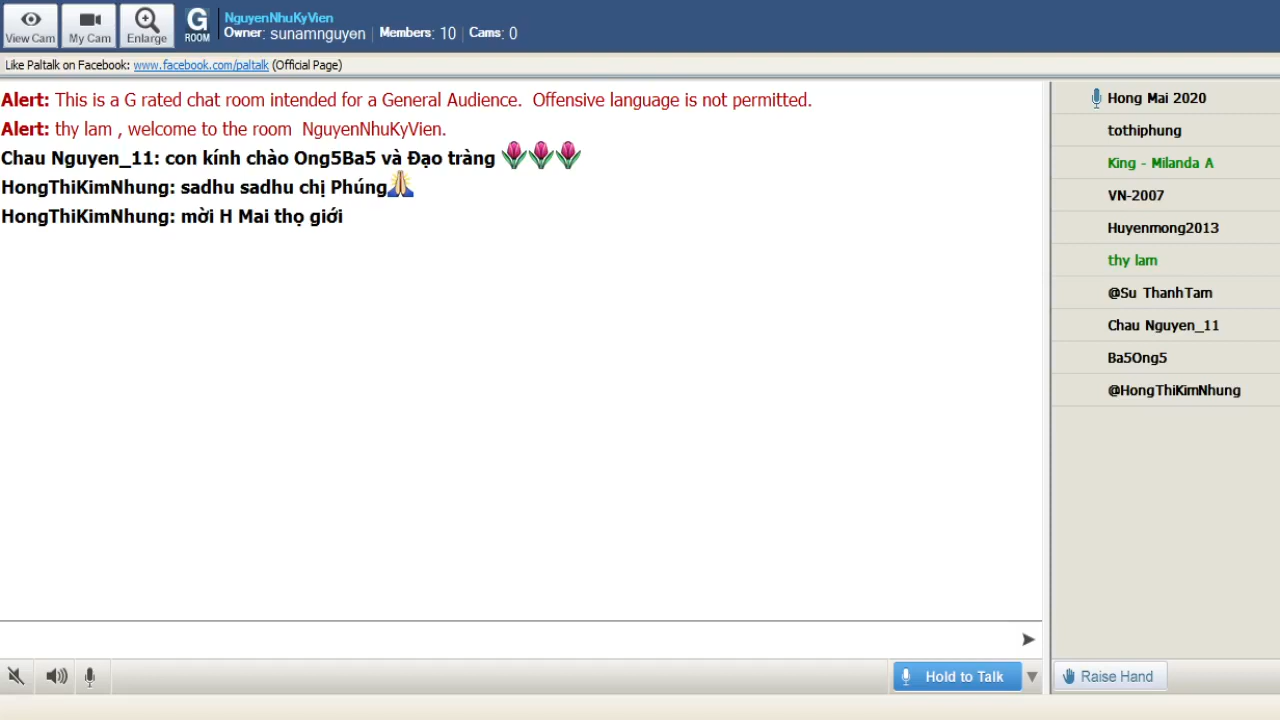 View Cam
My Cam
Enlarge
G
ROOM
NguyenNhuKyVien
Owner: sunamnguyen | Members: 10 | Cams: 0
Like Paltalk on Facebook: www.facebook.com/paltalk (Official Page)
Alert: This is a G rated chat room intended for a General Audience. Offensive language is not permitted.
Alert: thy lam , welcome to the room NguyenNhuKyVien.
Chau Nguyen_11: con kính chào Ong5Ba5 và Đạo tràng
HongThiKimNhung: sadhu sadhu chị Phúng
HongThiKimNhung: mời H Mai thọ giới
Hong Mai 2020
tothiphung
King - Milanda A
VN-2007
Huyenmong2013
thy lam
@Su ThanhTam
Chau Nguyen_11
Ba5Ong5
@HongThiKimNhung
Hold to Talk
Raise Hand